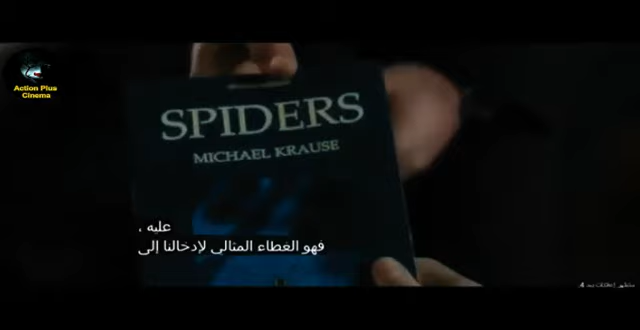 Action Plus
Cinema
SPIDERS
MICHAEL KRAUSE
عليه ،
فهو الغطاء المثالي لإدخالنا إلى